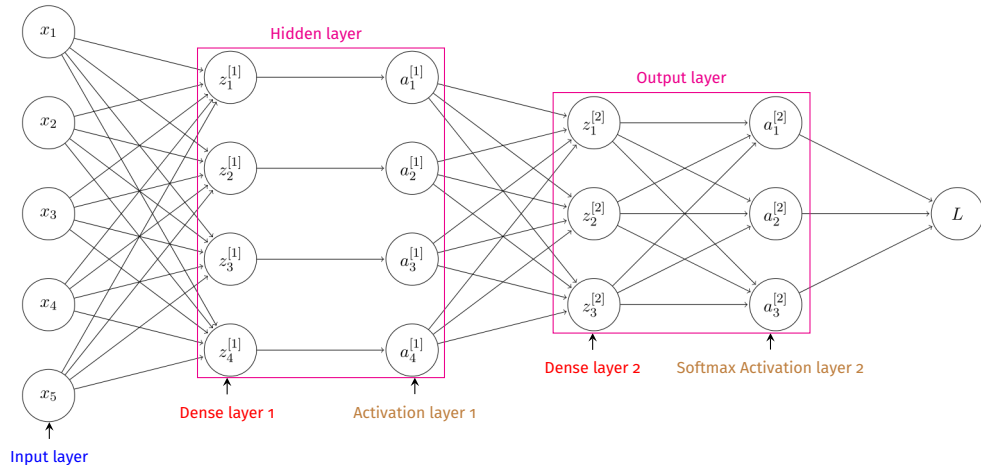 Hidden layer
Output layer
x₁
x₂
x₃
x₄
x₅
z₁^[1]
z₂^[1]
z₃^[1]
z₄^[1]
a₁^[1]
a₂^[1]
a₃^[1]
a₄^[1]
z₁^[2]
z₂^[2]
z₃^[2]
a₁^[2]
a₂^[2]
a₃^[2]
L
Input layer
Dense layer 1
Activation layer 1
Dense layer 2
Softmax Activation layer 2